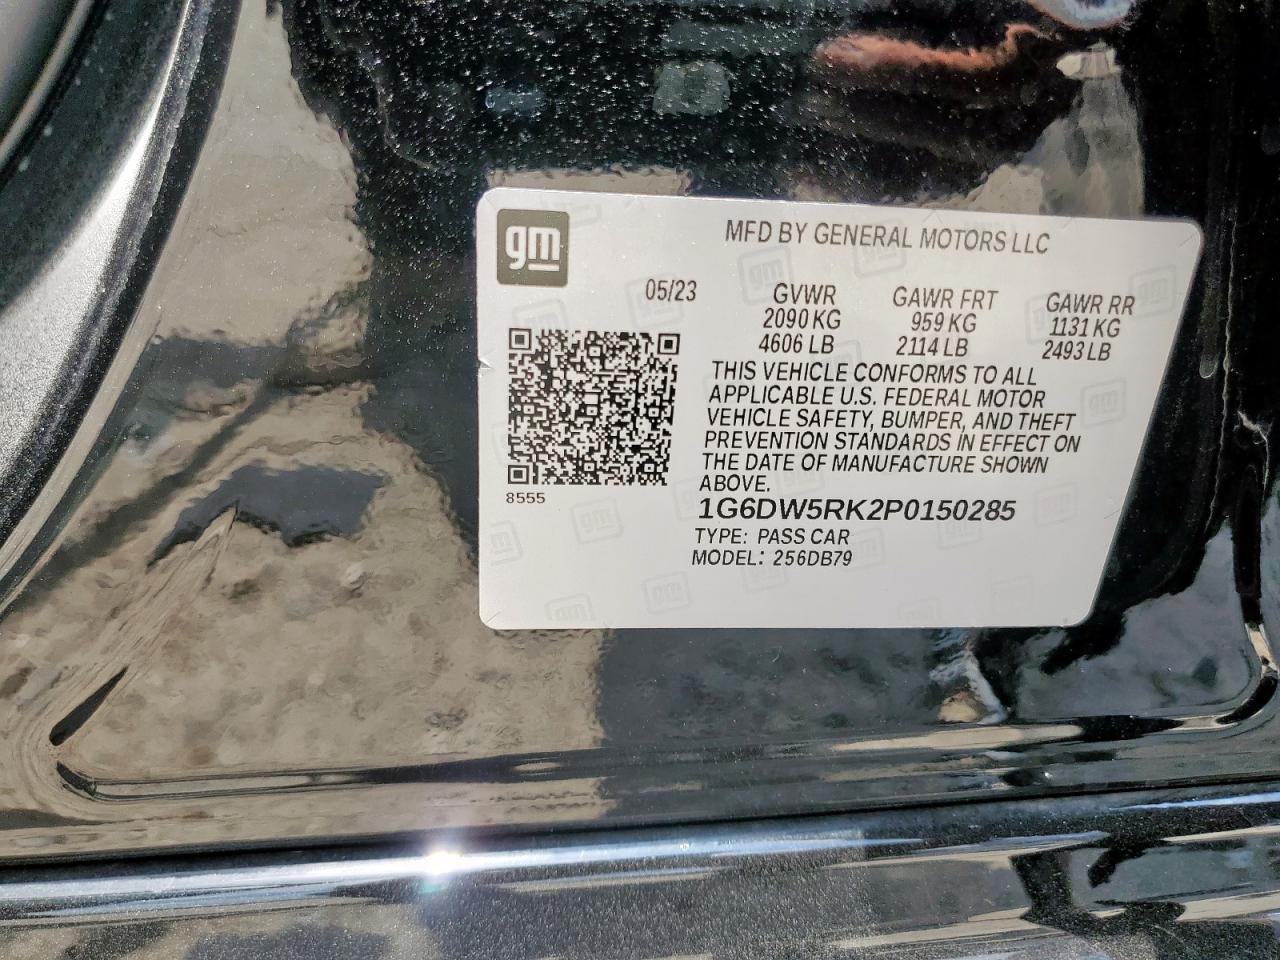 gm
MFD BY GENERAL MOTORS LLC
05/23 GVWR GAWR FRT GAWR RR
2090 KG 959 KG 1131 KG
4606 LB 2114 LB 2493 LB
THIS VEHICLE CONFORMS TO ALL
APPLICABLE U.S. FEDERAL MOTOR
VEHICLE SAFETY, BUMPER, AND THEFT
PREVENTION STANDARDS IN EFFECT ON
THE DATE OF MANUFACTURE SHOWN
ABOVE.
8555
1G6DW5RK2P0150285
TYPE: PASS CAR
MODEL: 256DB79